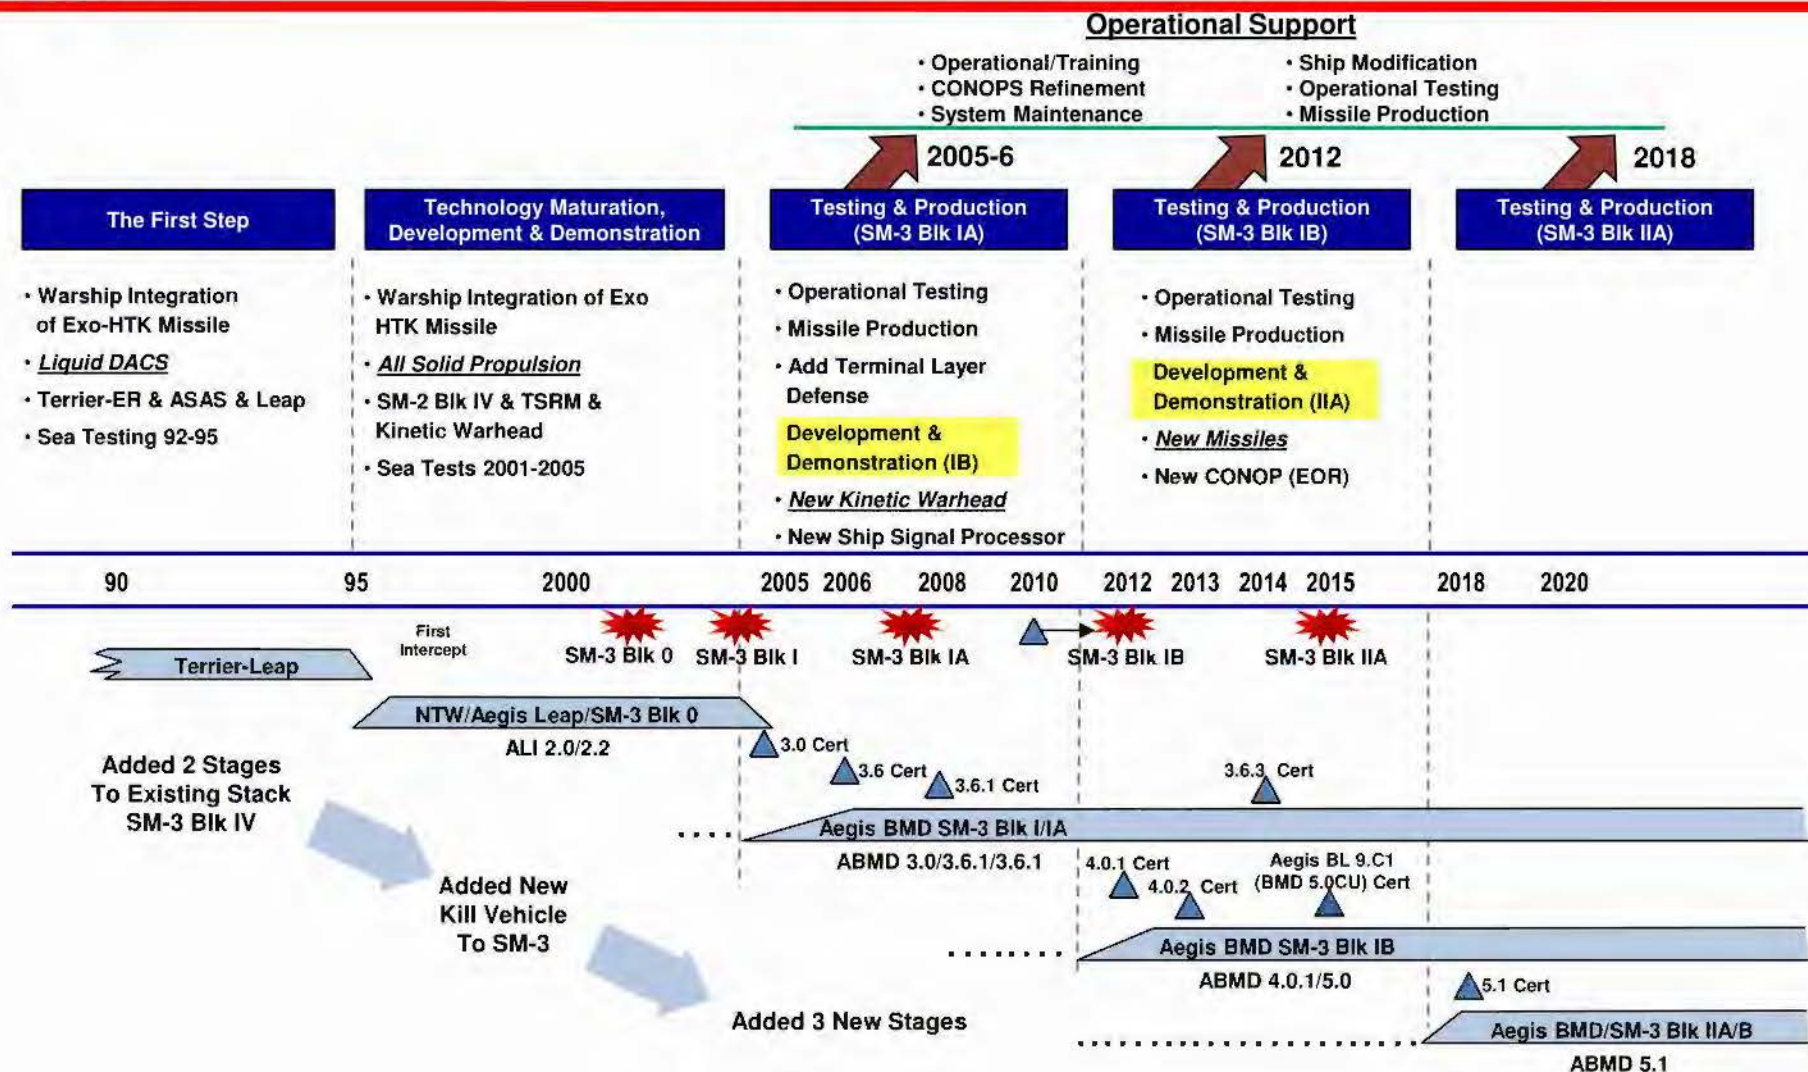 Operational Support
• Operational/Training
• CONOPS Refinement
• System Maintenance
• Ship Modification
• Operational Testing
• Missile Production
2005-6
2012
2018
The First Step
Technology Maturation,
Development & Demonstration
Testing & Production
(SM-3 Blk IA)
Testing & Production
(SM-3 Blk IB)
Testing & Production
(SM-3 Blk IIA)
• Warship Integration
of Exo-HTK Missile
• Liquid DACS
• Terrier-ER & ASAS & Leap
• Sea Testing 92-95
• Warship Integration of Exo
HTK Missile
• All Solid Propulsion
• SM-2 Blk IV & TSRM &
Kinetic Warhead
• Sea Tests 2001-2005
• Operational Testing
• Missile Production
• Add Terminal Layer
Defense
Development &
Demonstration (IB)
• New Kinetic Warhead
• New Ship Signal Processor
• Operational Testing
• Missile Production
Development &
Demonstration (IIA)
• New Missiles
• New CONOP (EOR)
90 95 2000 2005 2006 2008 2010 2012 2013 2014 2015 2018 2020
First
Intercept
SM-3 Blk 0
SM-3 Blk I
SM-3 Blk IA
SM-3 Blk IB
SM-3 Blk IIA
Terrier-Leap
NTW/Aegis Leap/SM-3 Blk 0
ALI 2.0/2.2
3.0 Cert
3.6 Cert
3.6.1 Cert
3.6.3 Cert
Added 2 Stages
To Existing Stack
SM-3 Blk IV
Aegis BMD SM-3 Blk I/IA
ABMD 3.0/3.6.1/3.6.1
4.0.1 Cert
4.0.2 Cert
Aegis BL 9.C1
(BMD 5.0CU) Cert
Added New
Kill Vehicle
To SM-3
Aegis BMD SM-3 Blk IB
ABMD 4.0.1/5.0
5.1 Cert
Added 3 New Stages
Aegis BMD/SM-3 Blk IIA/B
ABMD 5.1